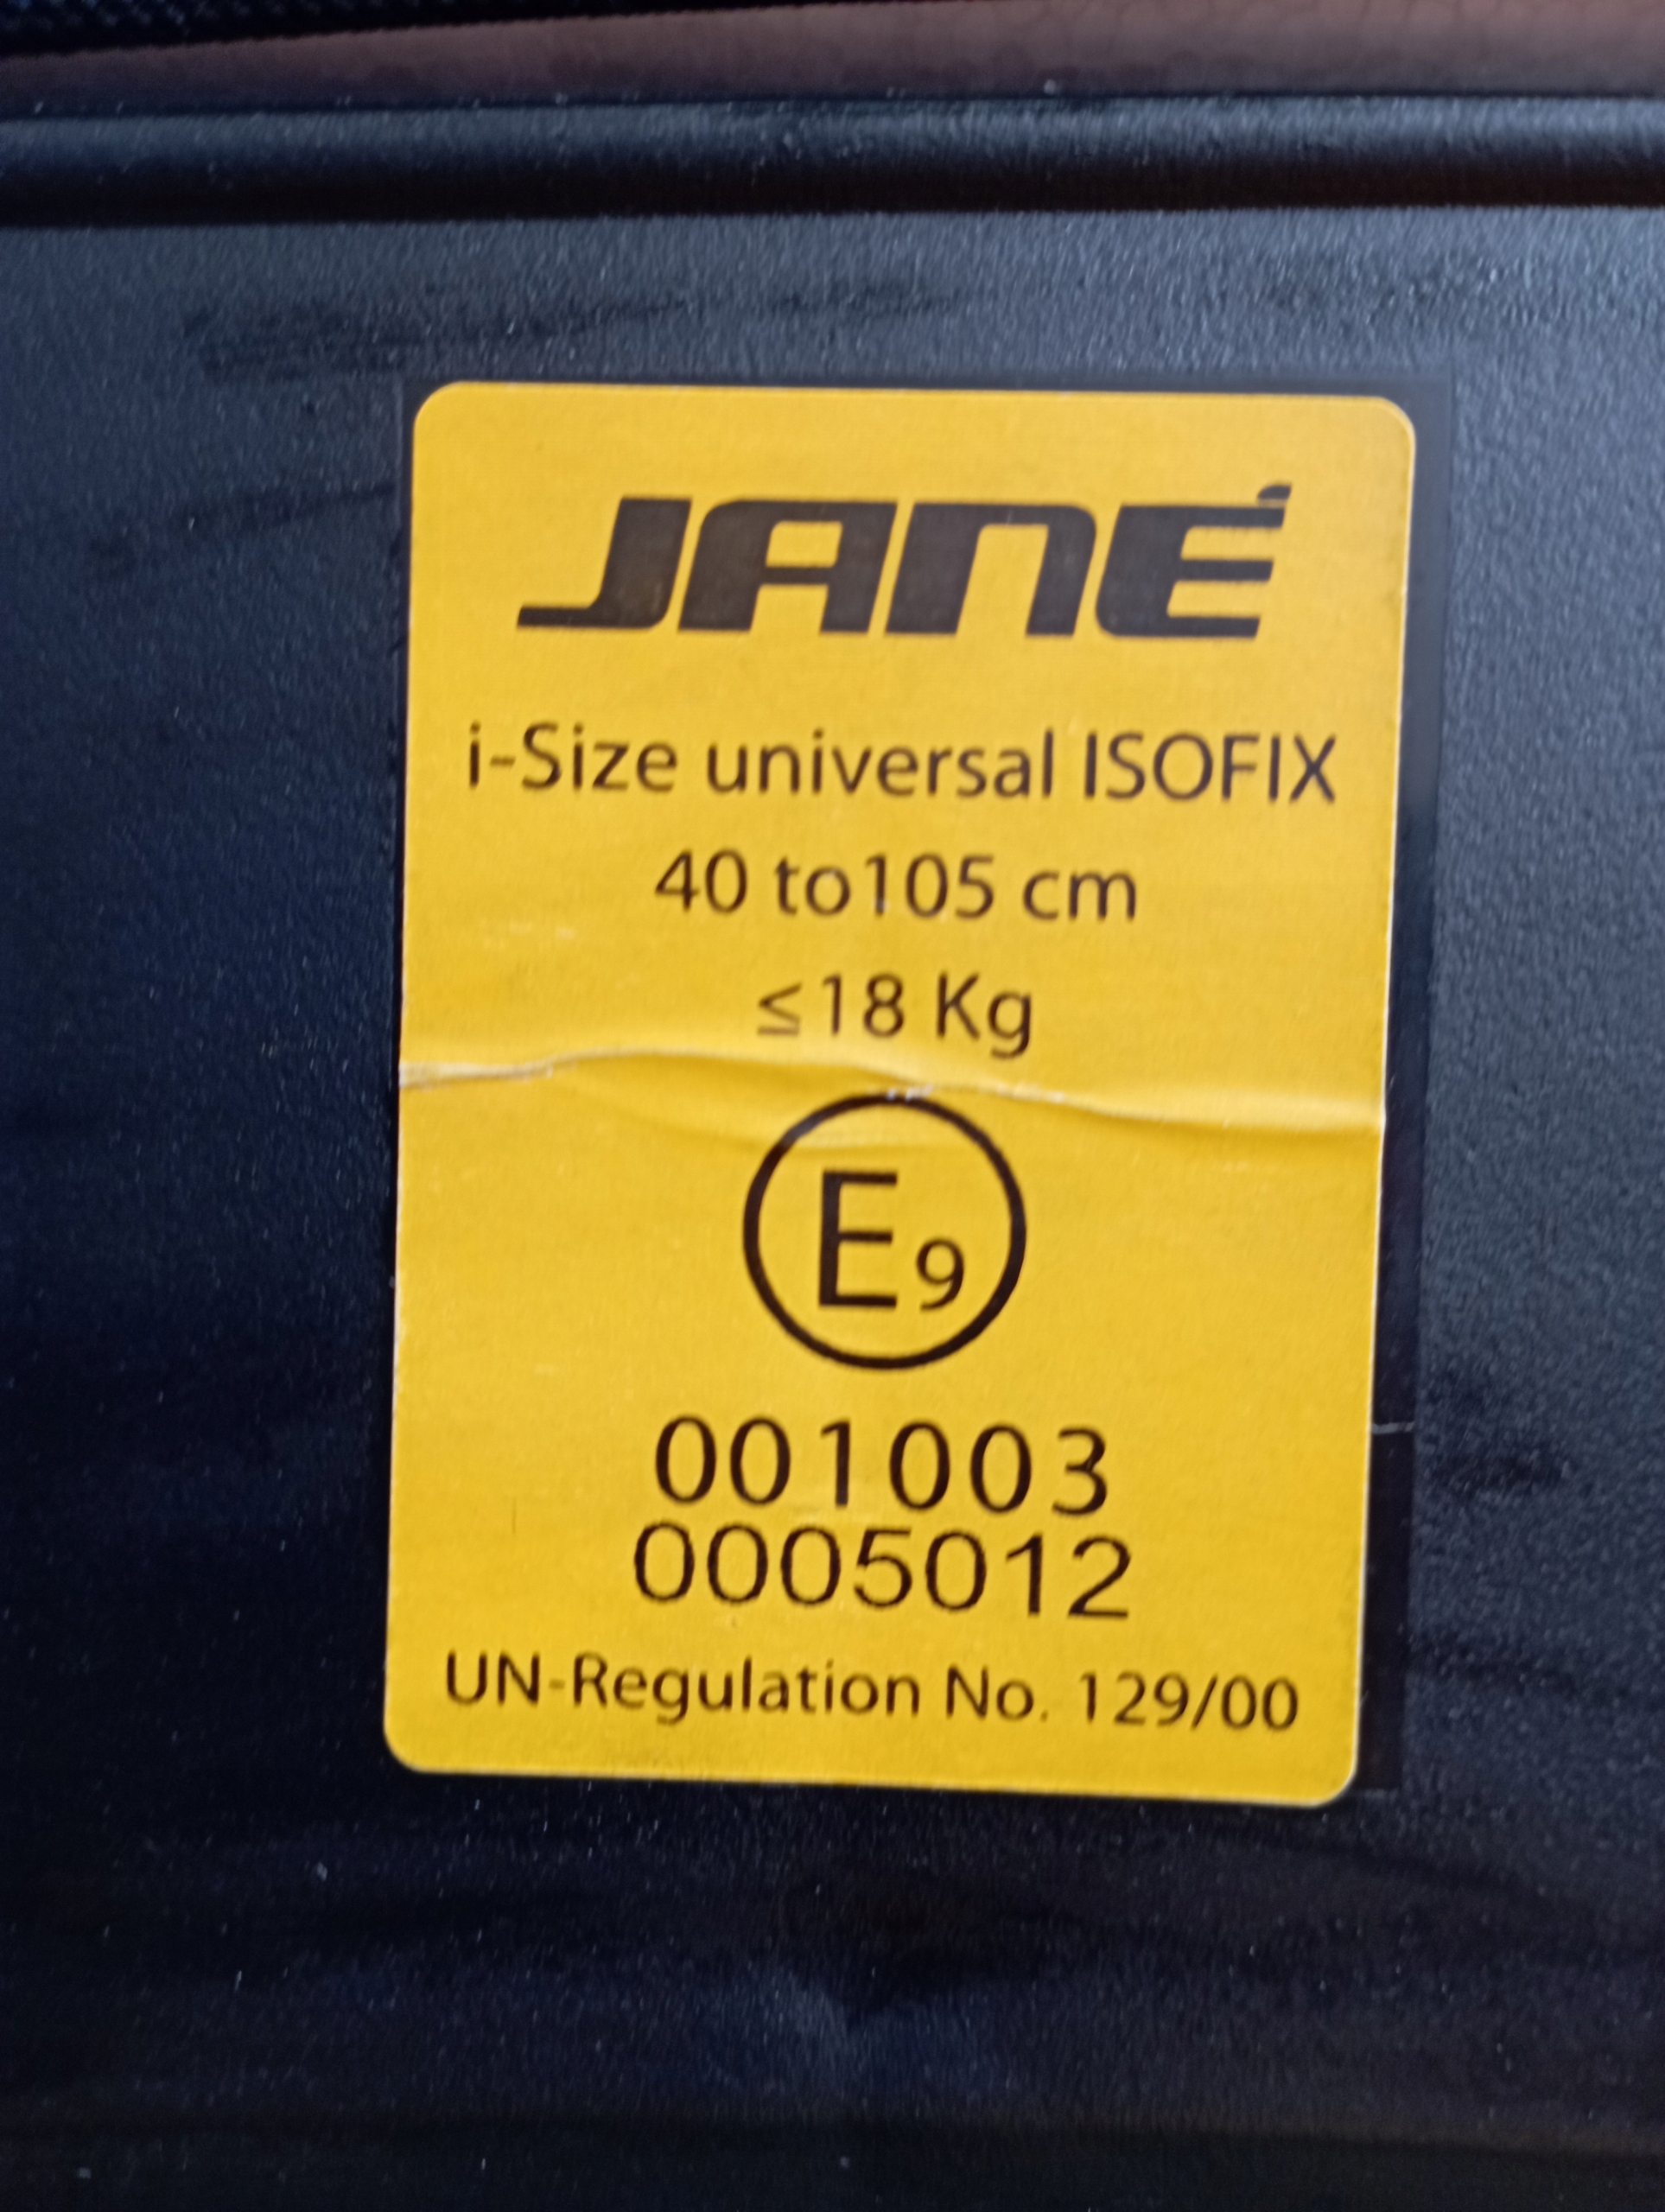 JANÉ
i-Size universal ISOFIX
40 to105 cm
≤18 Kg
E9
001003
0005012
UN-Regulation No. 129/00